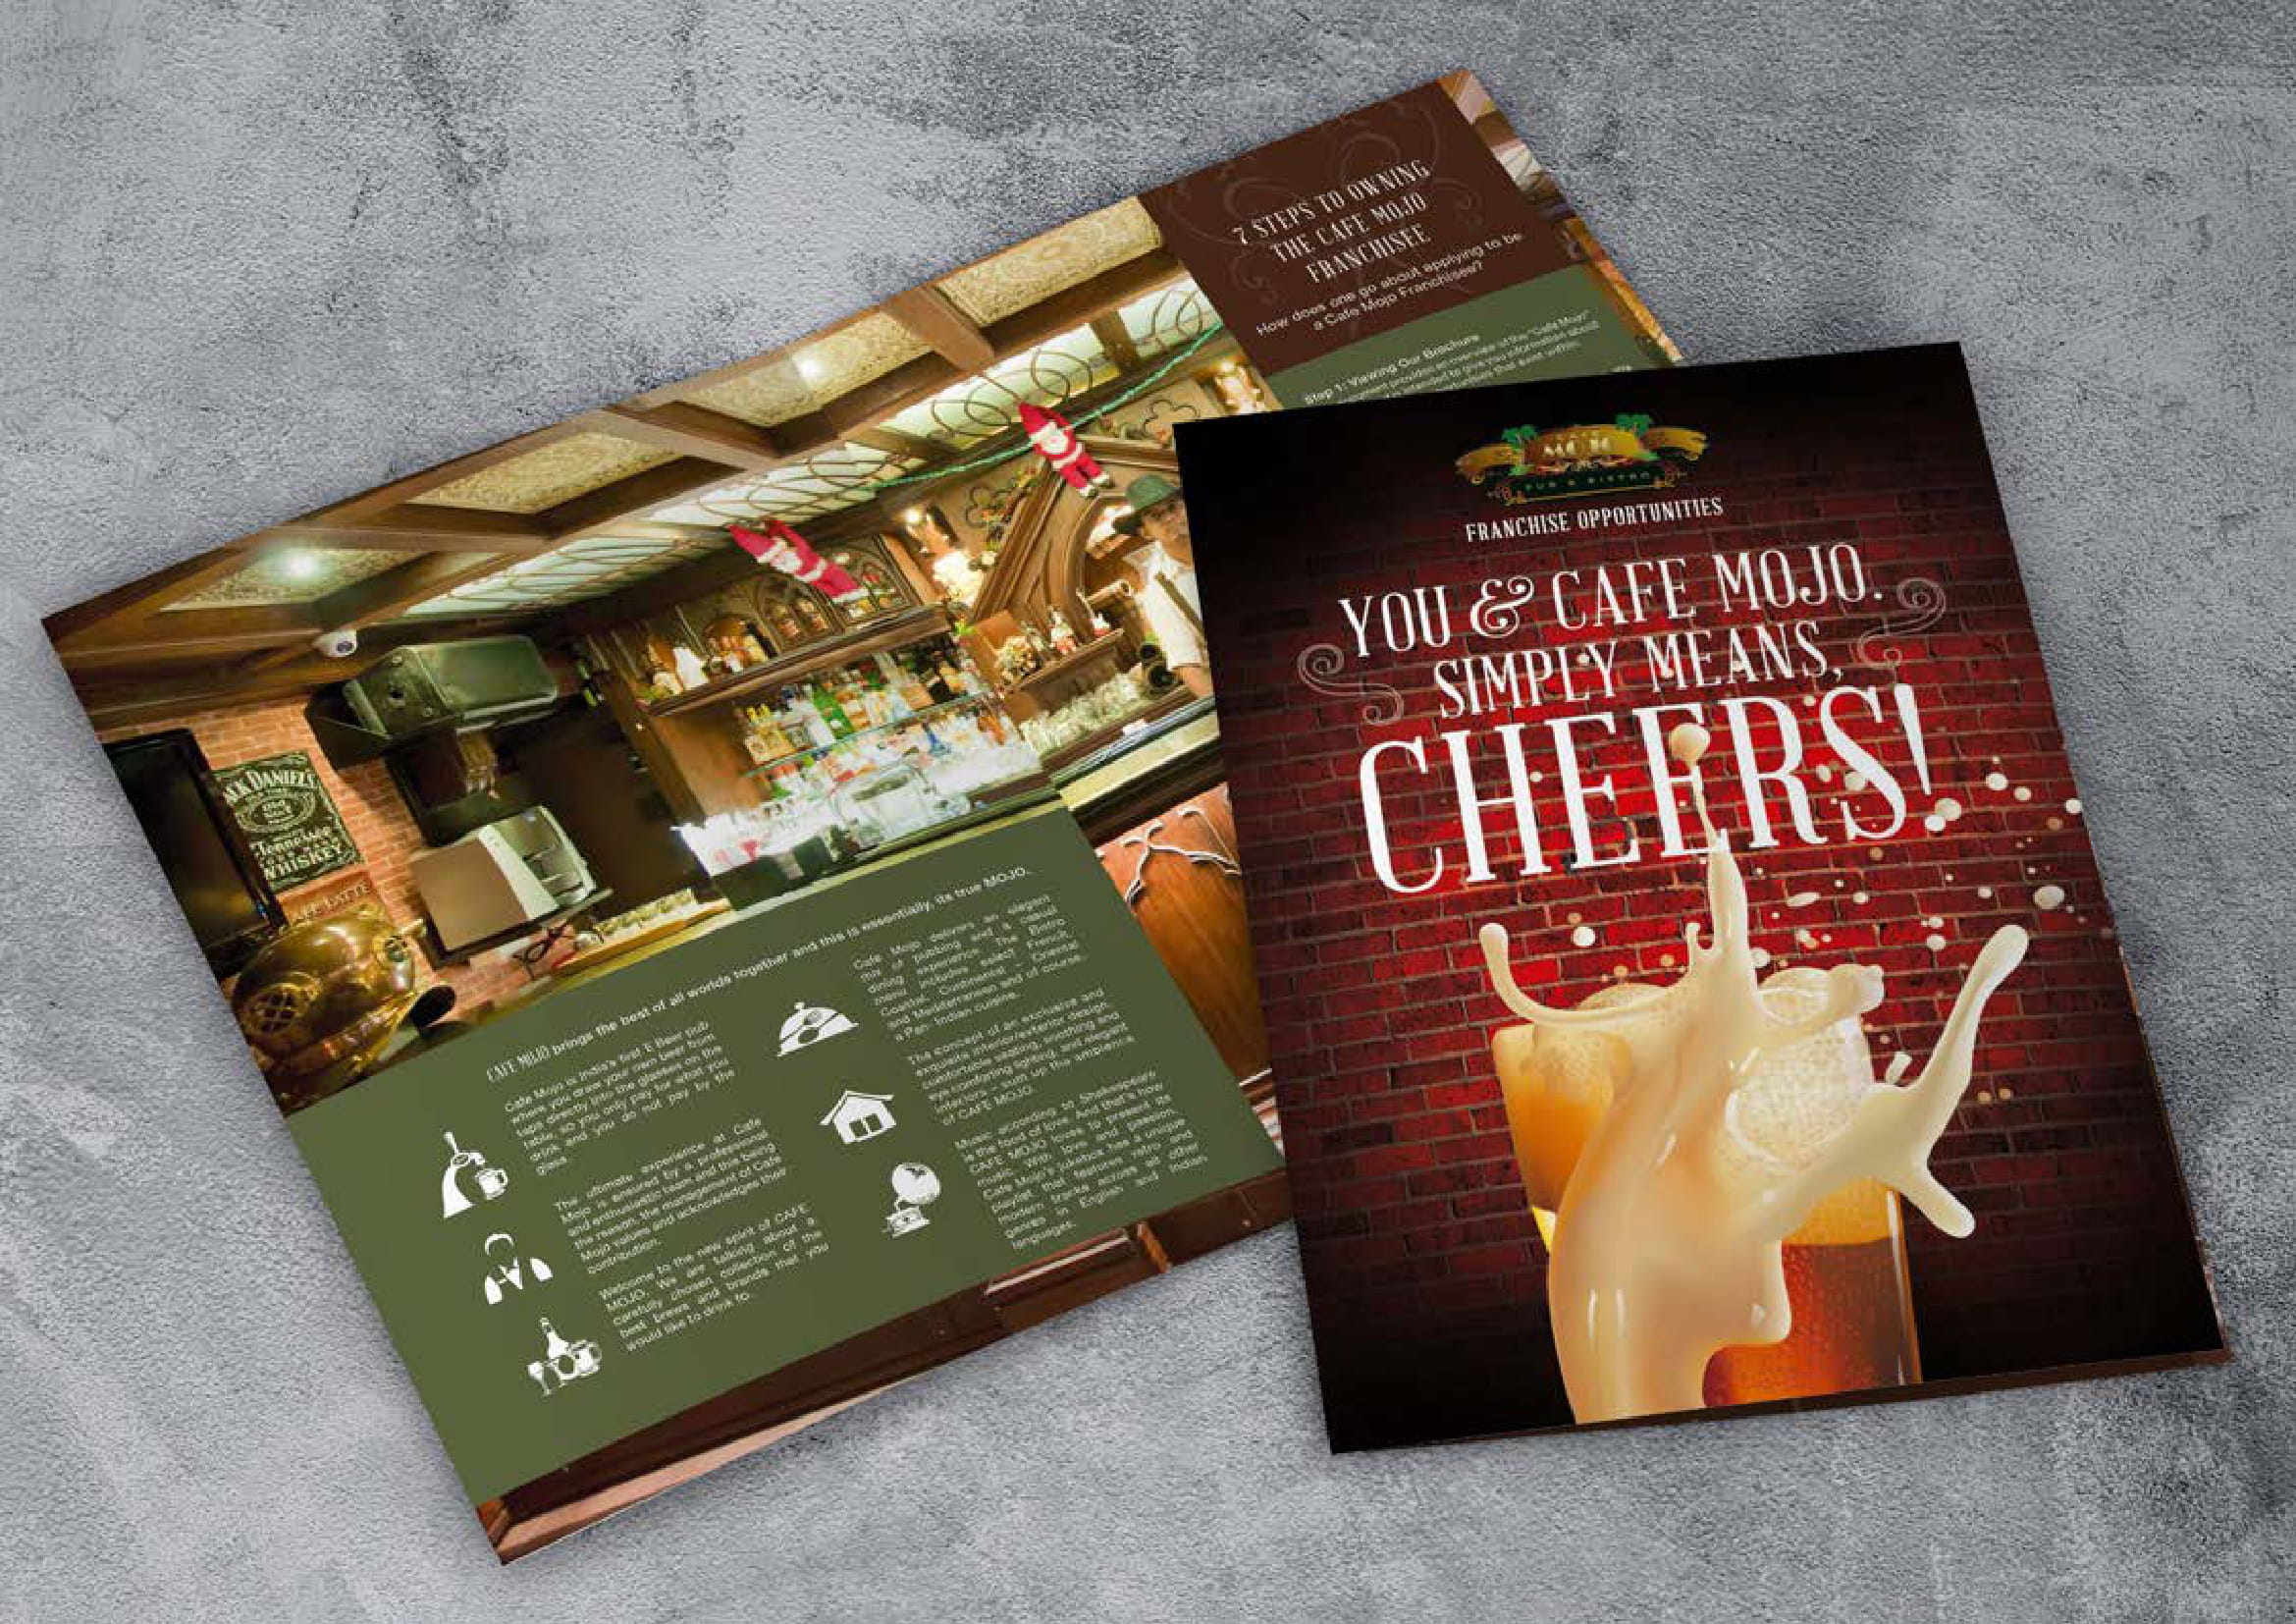 7 STEPS TO OWNING
THE CAFE MOJO
FRANCHISEE
How does one go about applying to be
a Cafe Mojo Franchisee?
Step 1: Viewing Our Brochure
JACK DANIEL'S
Tennessee
WHISKEY
CAFE MOJO brings the best of all worlds together and this is essentially, its true MOJO.
Cafe Mojo is India's first E Beer pub
where you draw your own beer from
taps directly into the glasses on the
table, so you only pay for what you
drink and you do not pay by the
glass.
The ultimate experience at Cafe
Mojo is ensured by a professional
and enthusiastic team and this being
the reason, the management of Cafe
Mojo values and acknowledges their
contribution.
Welcome to the new spirit of CAFE
MOJO. We are talking about a
carefully chosen collection of the
best brews and brands that you
would like to drink to.
Cafe Mojo delivers an elegant
mix of pubbing and a casual
dining experience. The Bistro
menu includes select French,
Coastal, Continental, Oriental
and Mediterranean and of course,
a Pan- Indian cuisine.
The concept of an exclusive and
exquisite interior/exterior design,
comfortable seating, soothing and
eye-comforting lighting, and elegant
interiors - sum up the ambience
of CAFE MOJO.
Music according to Shakespeare
is the food of love. And that's how
CAFE MOJO loves to present its
music. With love and passion.
Cafe Mojo's jukebox has a unique
playlist that features retro and
modern tracks across all other
genres in English and Indian
languages.
MOJO
PUB & BISTRO
FRANCHISE OPPORTUNITIES
YOU & CAFE MOJO.
SIMPLY MEANS,
CHEERS!